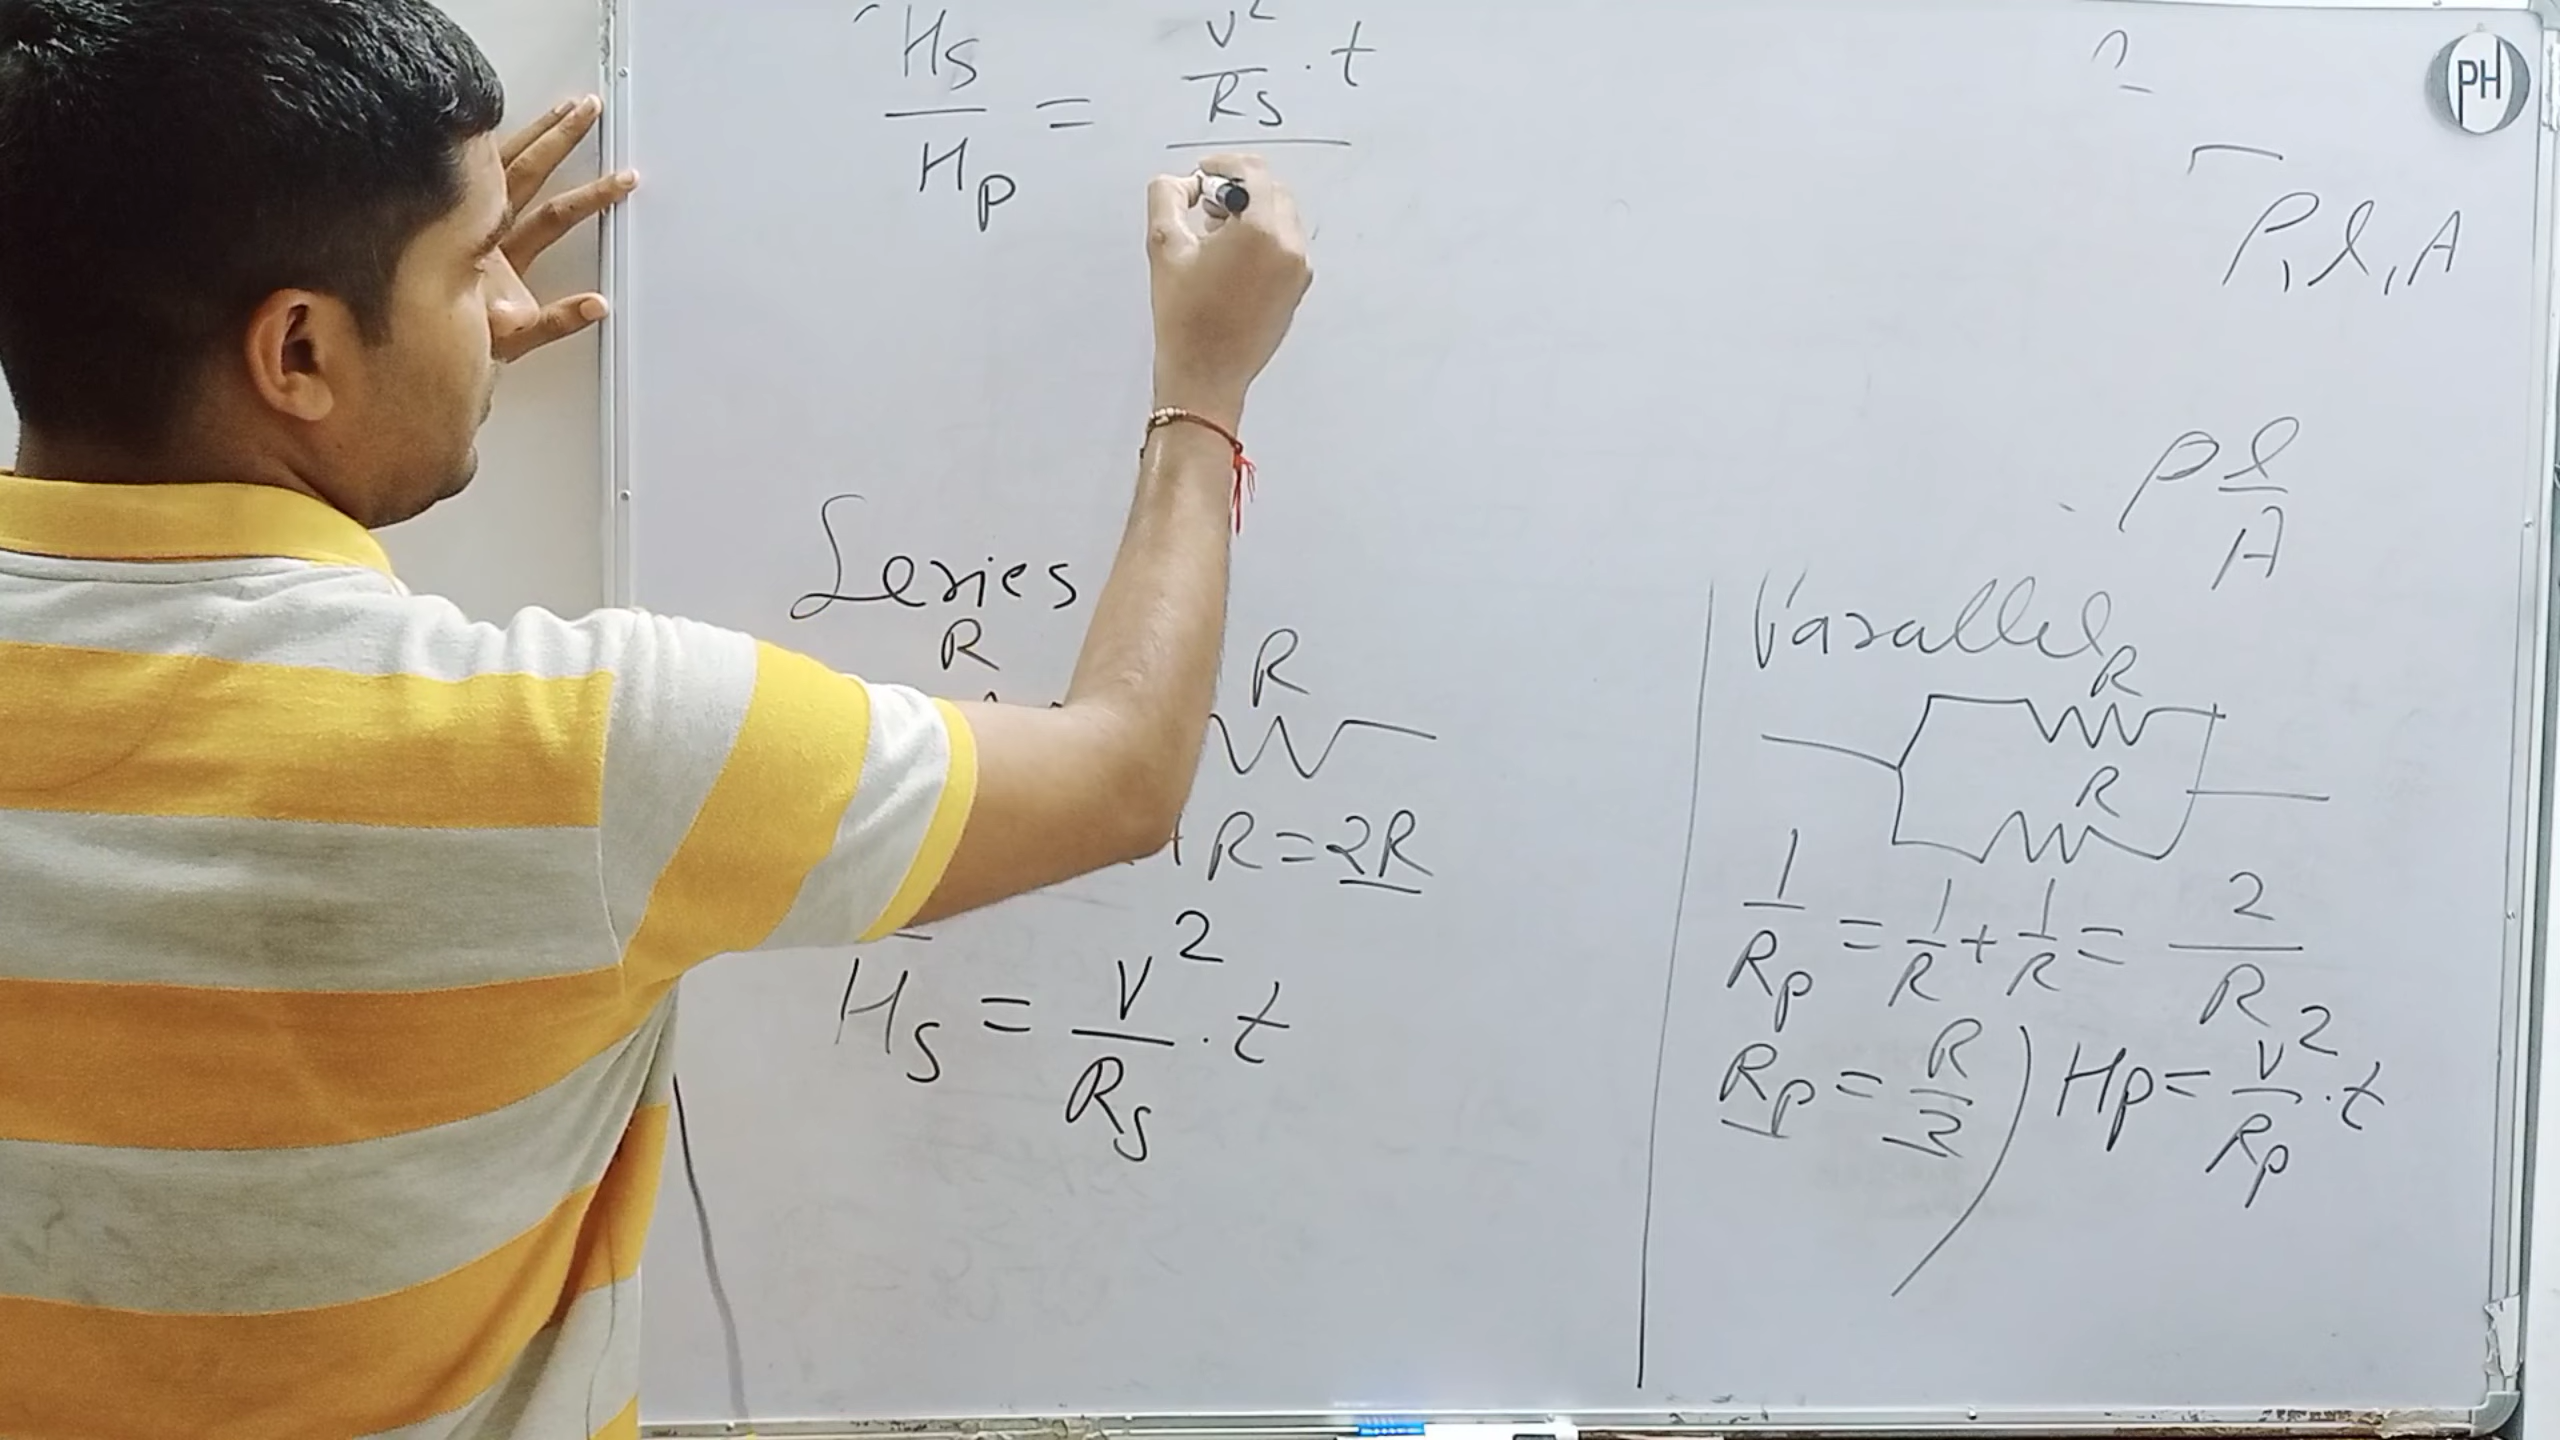 Hs / Hp = (V² / Rs . t) /
PH
ρ, l, A
ρ l / A
Series
R R
+ R = 2R
Hs = V² / Rs . t
Parallel
R
R
1 / Rp = 1 / R + 1 / R = 2 / R
Rp = R / 2 ) Hp = V² / Rp . t